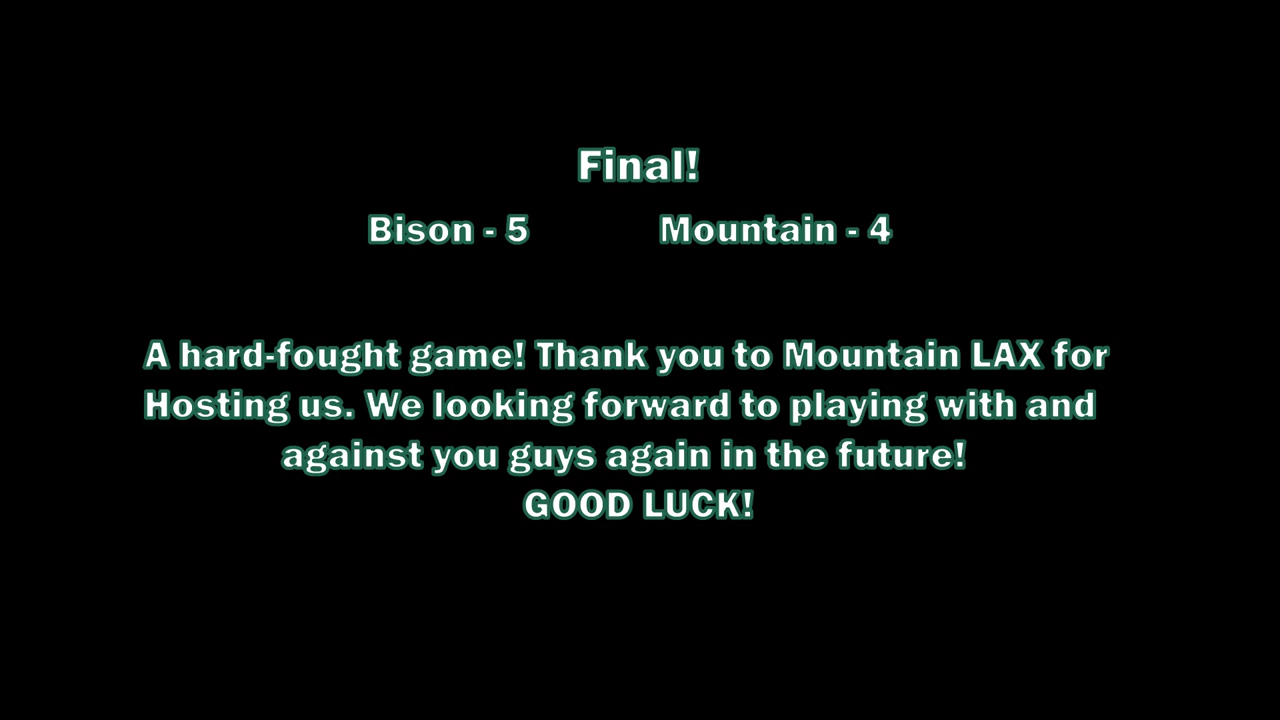 Final!
Bison - 5 Mountain - 4
A hard-fought game! Thank you to Mountain LAX for
Hosting us. We looking forward to playing with and
against you guys again in the future!
GOOD LUCK!